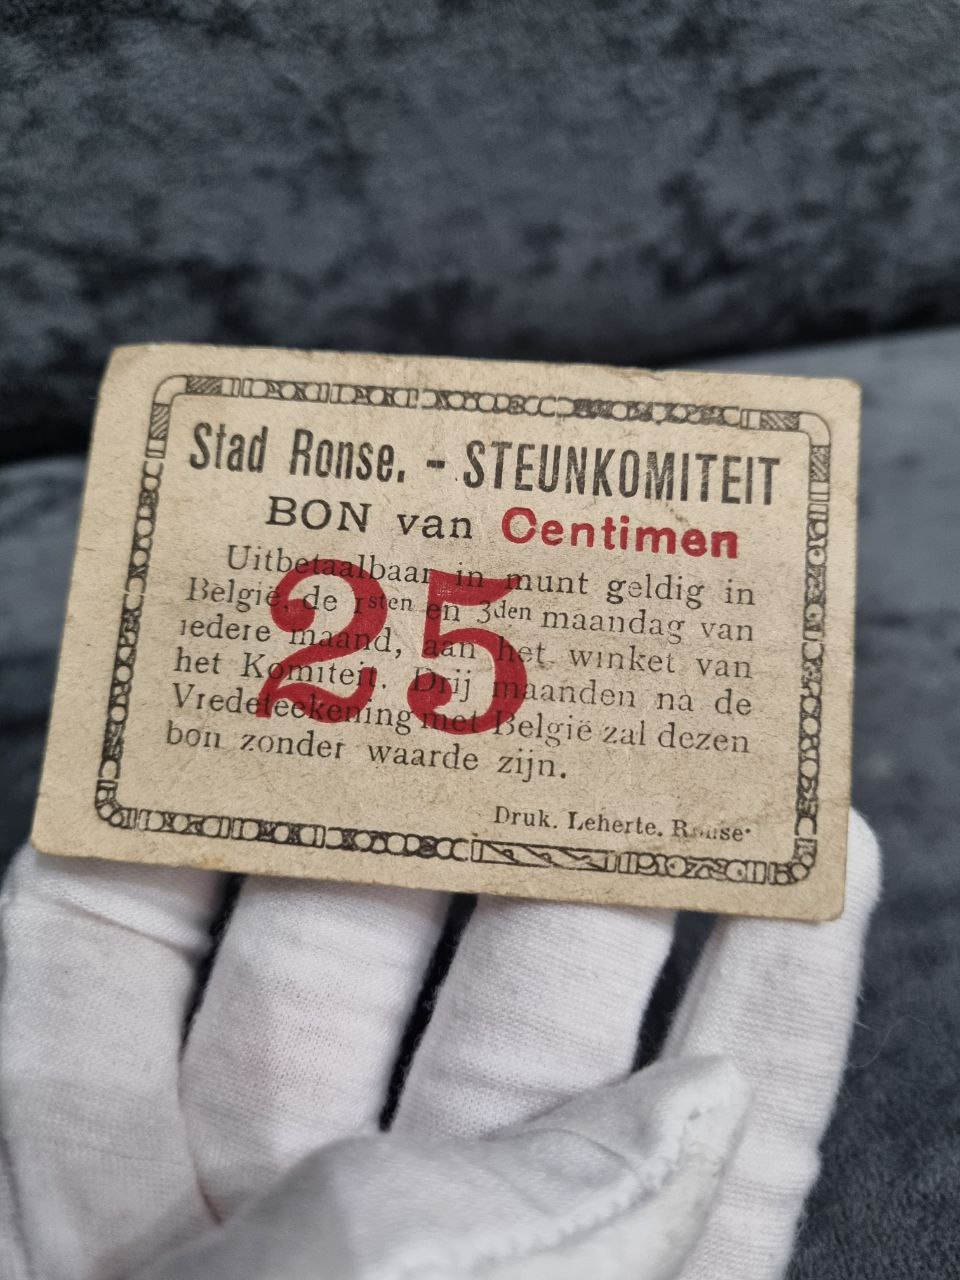 Stad Ronse. - STEUNKOMITEIT
BON van Centimen
25
Uitbetaalbaar in munt geldig in
België, de 1sten en 3den maandag van
iedere maand, aan het winket van
het Komiteit. Drij maanden na de
Vredeteekening met België zal dezen
bon zonder waarde zijn.
Druk. Leherte. Ronse.